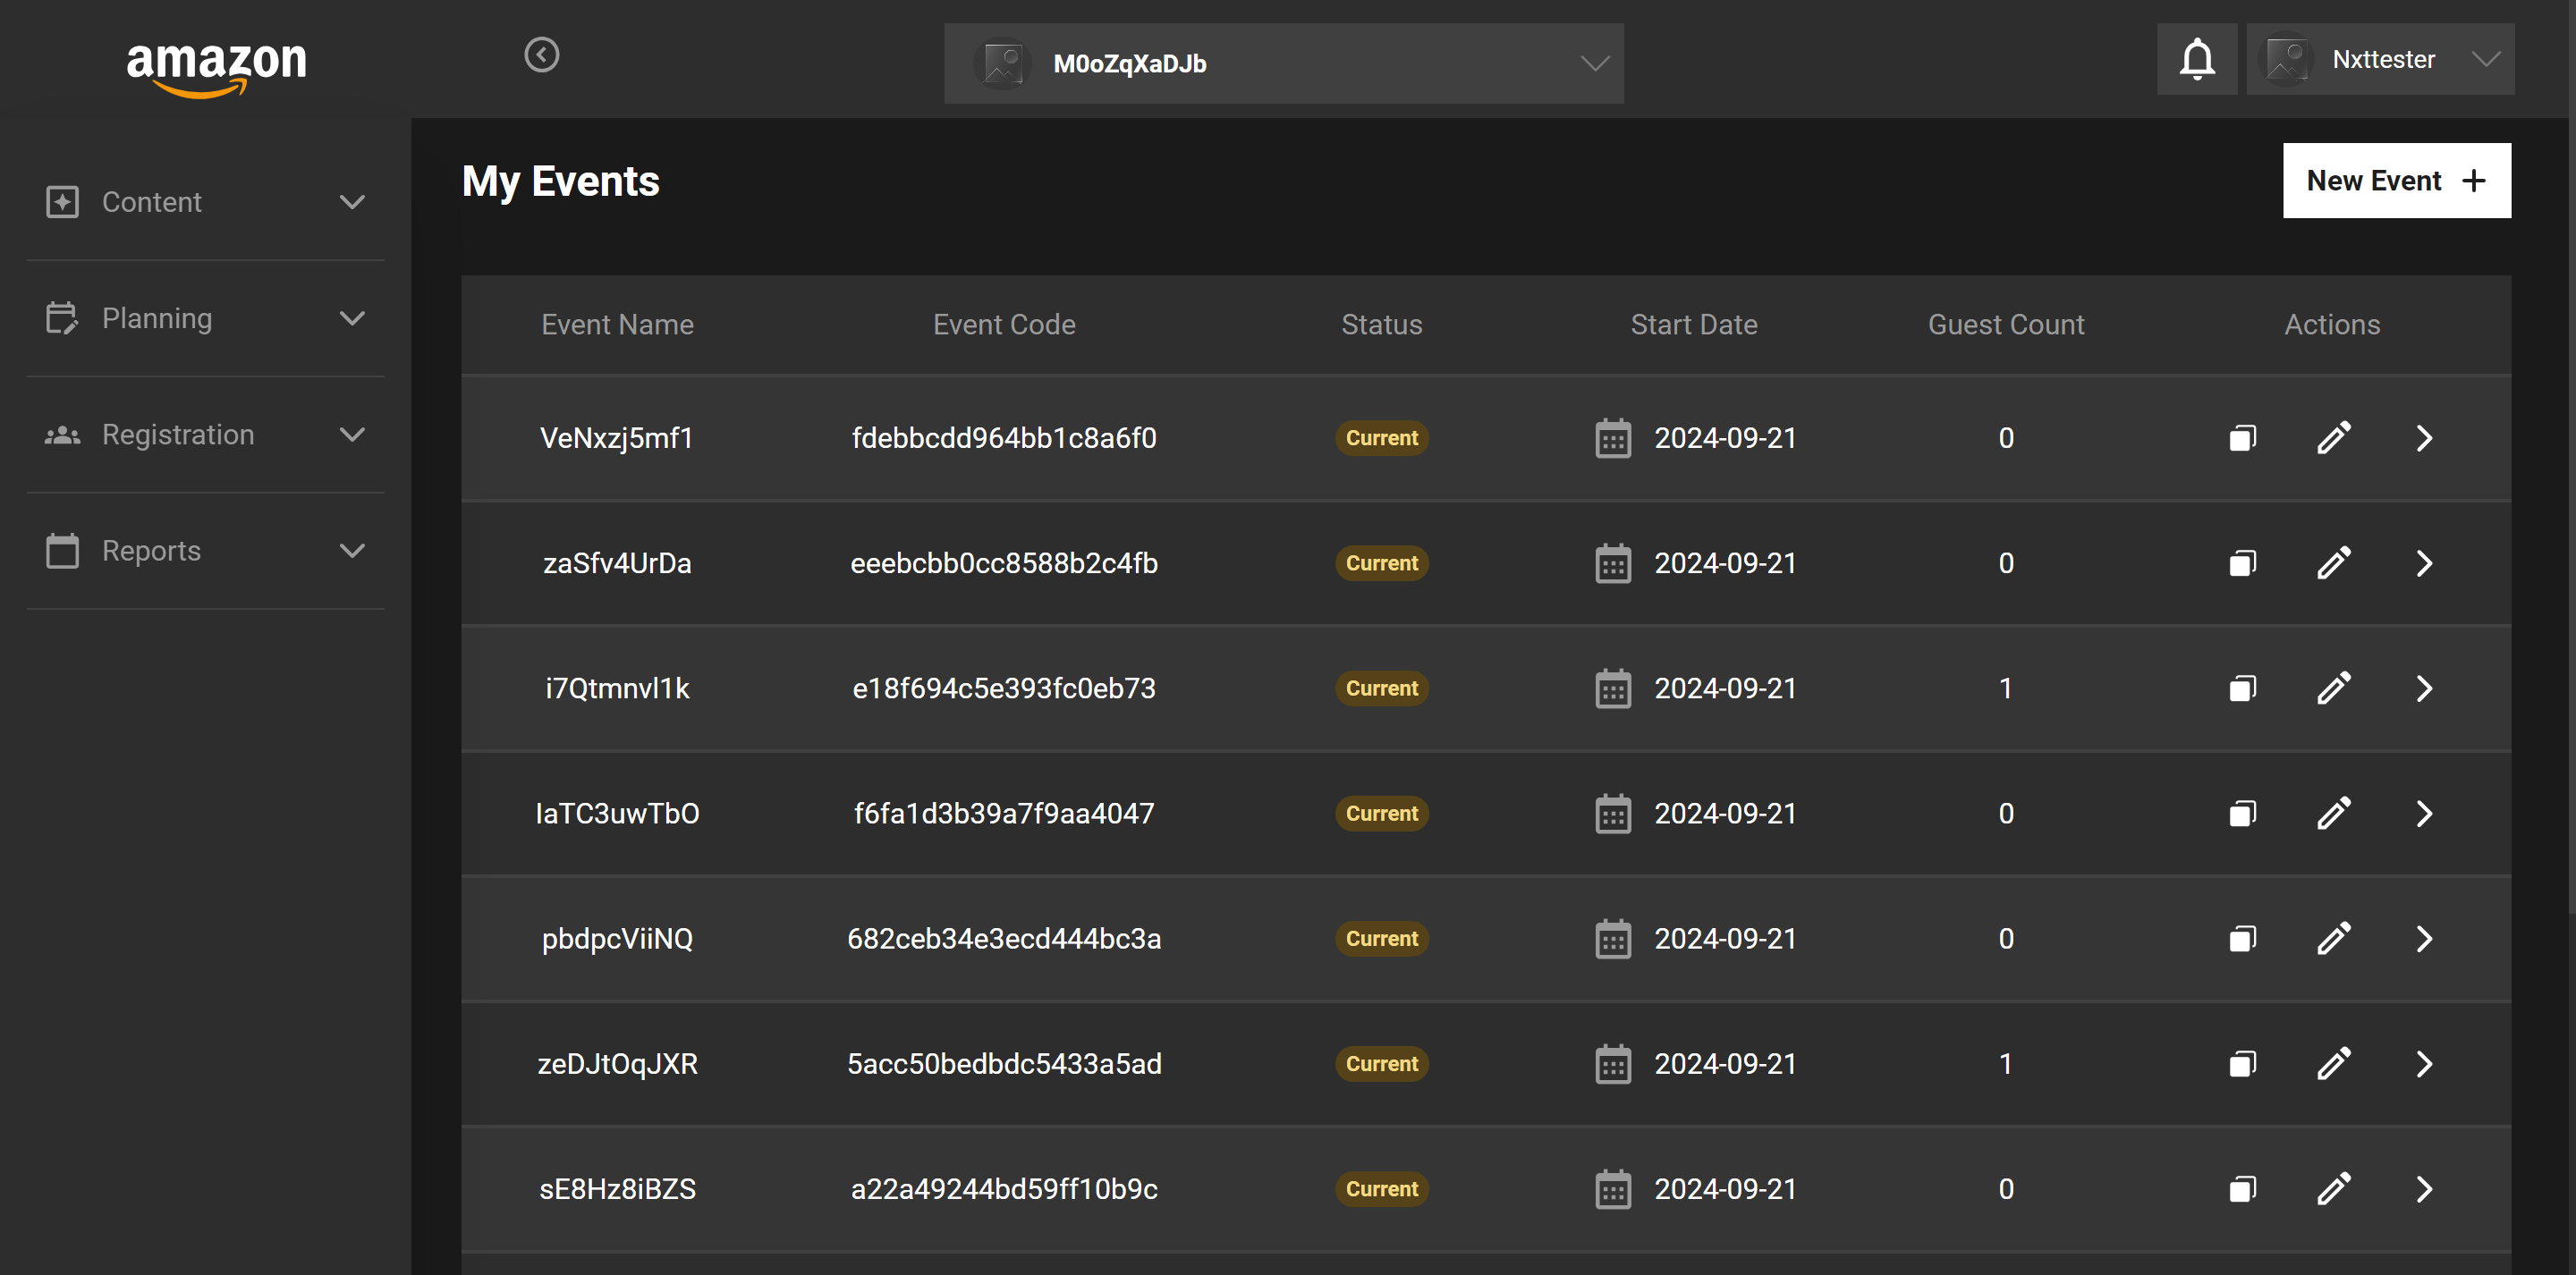 amazon
M0oZqXaDJb
Nxttester
Content
Planning
Registration
Reports
My Events
New Event +
Event Name Event Code Status Start Date Guest Count Actions
VeNxzj5mf1 fdebbcdd964bb1c8a6f0 Current 2024-09-21 0
zaSfv4UrDa eeebcbb0cc8588b2c4fb Current 2024-09-21 0
i7Qtmnvl1k e18f694c5e393fc0eb73 Current 2024-09-21 1
IaTC3uwTbO f6fa1d3b39a7f9aa4047 Current 2024-09-21 0
pbdpcViiNQ 682ceb34e3ecd444bc3a Current 2024-09-21 0
zeDJtOqJXR 5acc50bedbdc5433a5ad Current 2024-09-21 1
sE8Hz8iBZS a22a49244bd59ff10b9c Current 2024-09-21 0